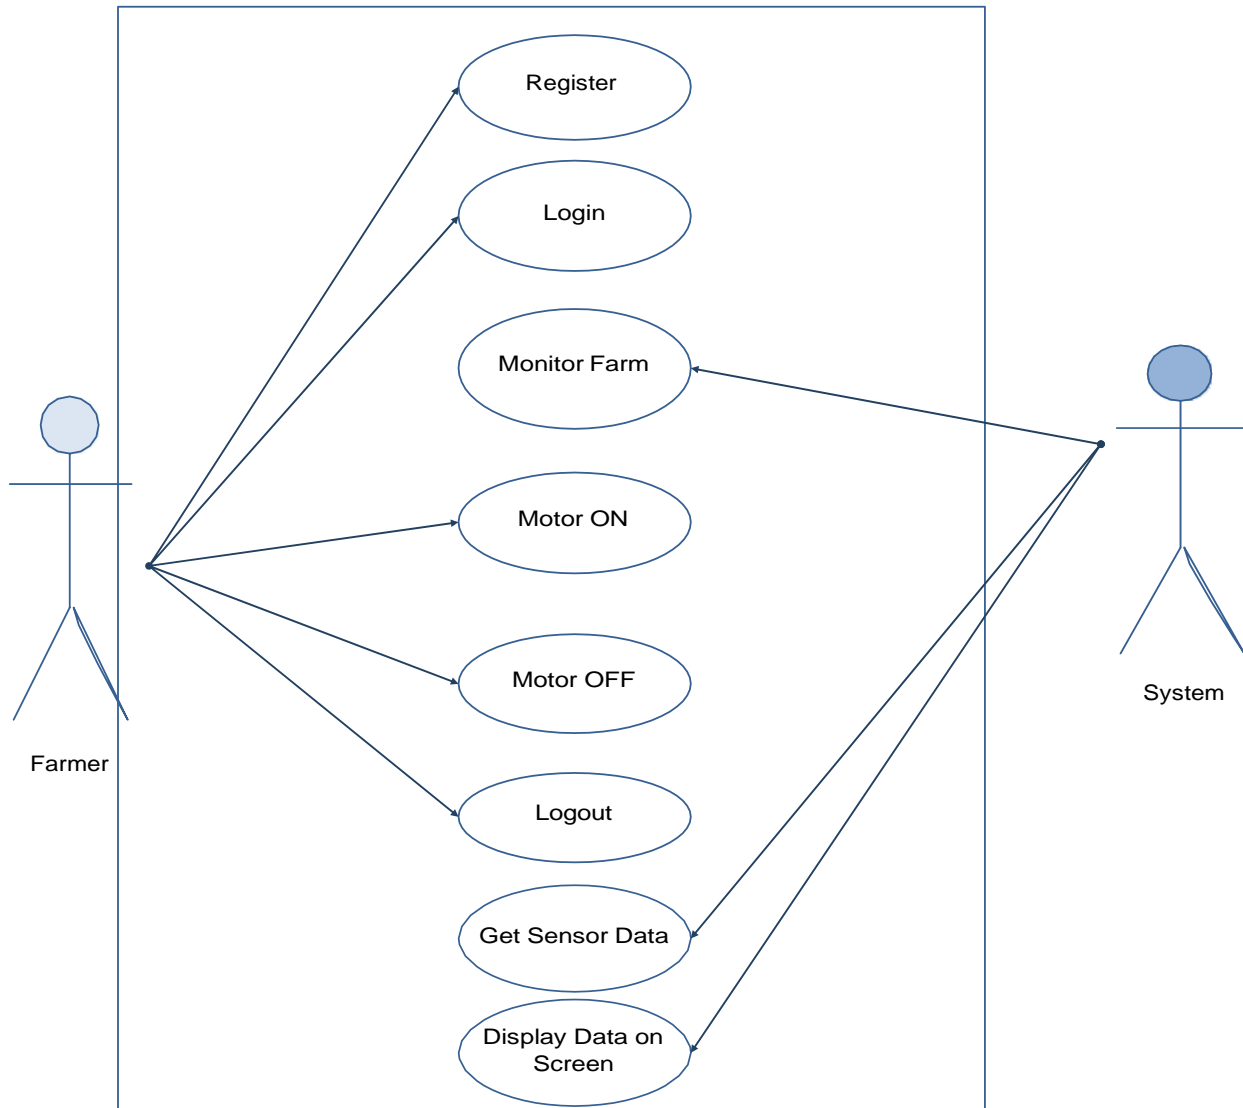 Register
Login
Monitor Farm
Motor ON
Motor OFF
System
Farmer
Logout
Get Sensor Data
Display Data on
Screen